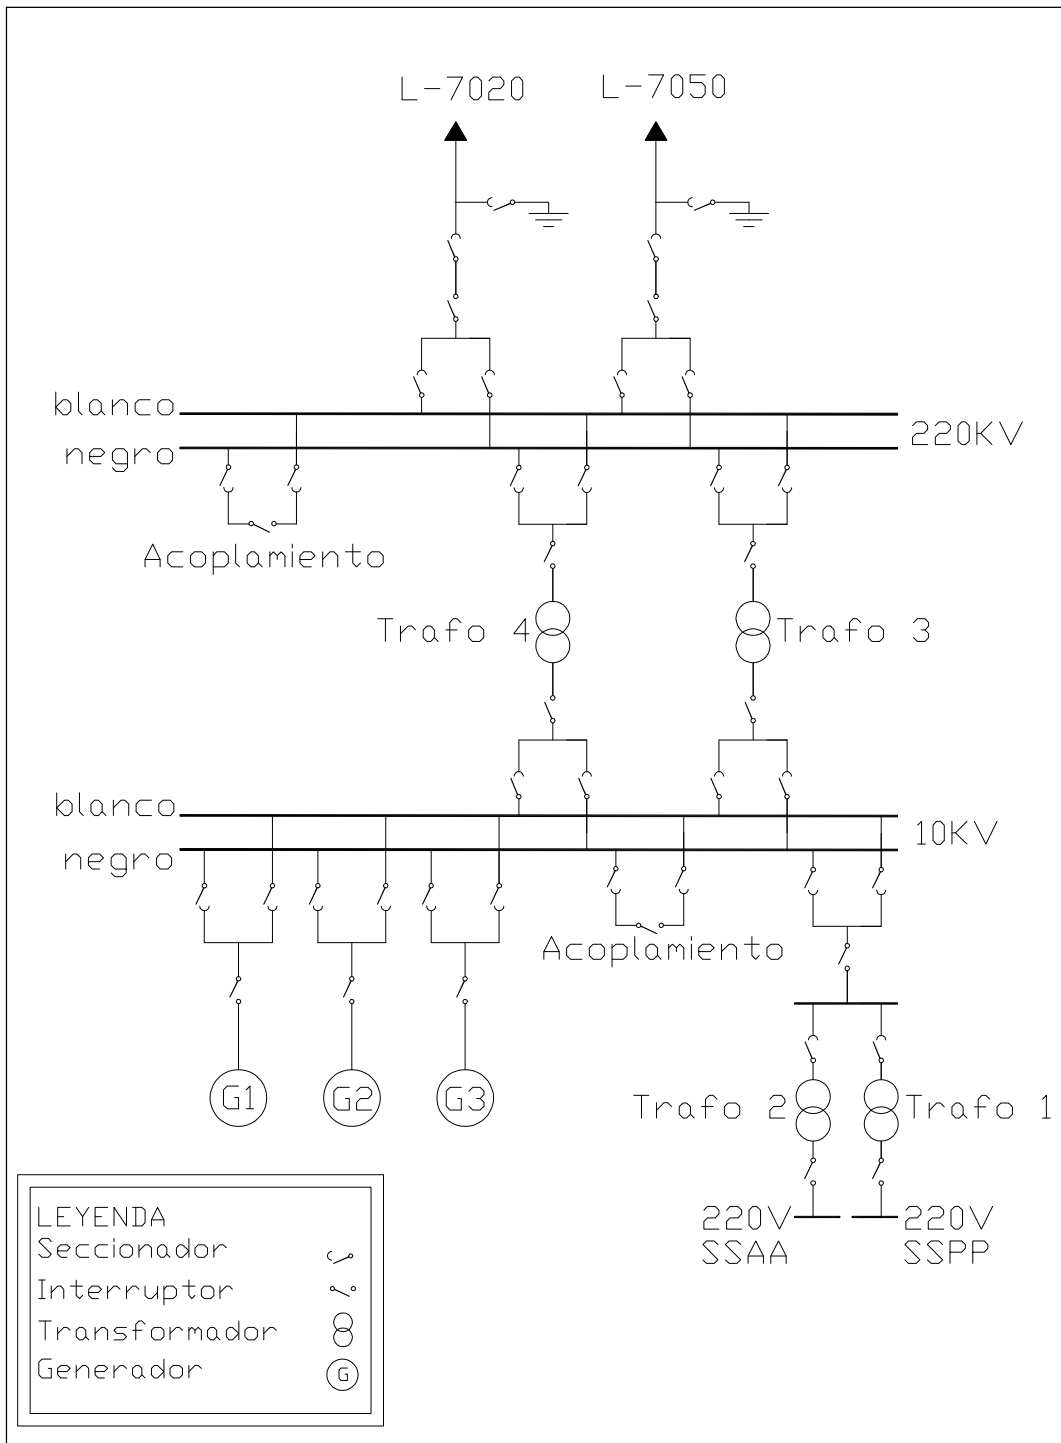 L-7020
L-7050
blanco
negro
220KV
Acoplamiento
Trafo 4
Trafo 3
blanco
negro
10KV
Acoplamiento
G1
G2
G3
Trafo 2
Trafo 1
220V
SSAA
220V
SSPP
LEYENDA
Seccionador
Interruptor
Transformador
Generador
G